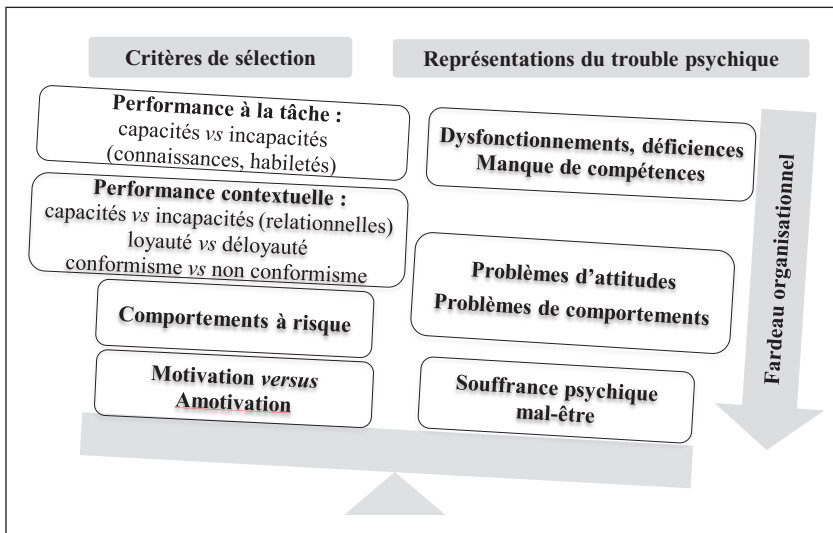 Critères de sélection
Représentations du trouble psychique
Performance à la tâche :
capacités vs incapacités
(connaissances, habiletés)
Performance contextuelle :
capacités vs incapacités (relationnelles)
loyauté vs déloyauté
conformisme vs non conformisme
Comportements à risque
Motivation versus
Amotivation
Dysfonctionnements, déficiences
Manque de compétences
Problèmes d'attitudes
Problèmes de comportements
Souffrance psychique
mal-être
Fardeau organisationnel